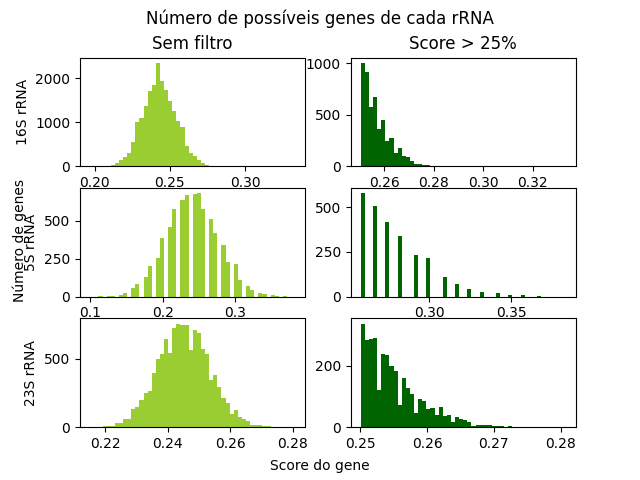 Número de possíveis genes de cada rRNA
Sem filtro
Score > 25%
16S rRNA
2000
1000
0
0.20 0.25 0.30
1000
500
0
0.26 0.28 0.30 0.32
Número de genes
5S rRNA
500
250
0
0.1 0.2 0.3
500
250
0
0.30 0.35
23S rRNA
500
0
0.22 0.24 0.26 0.28
200
0
0.25 0.26 0.27 0.28
Score do gene